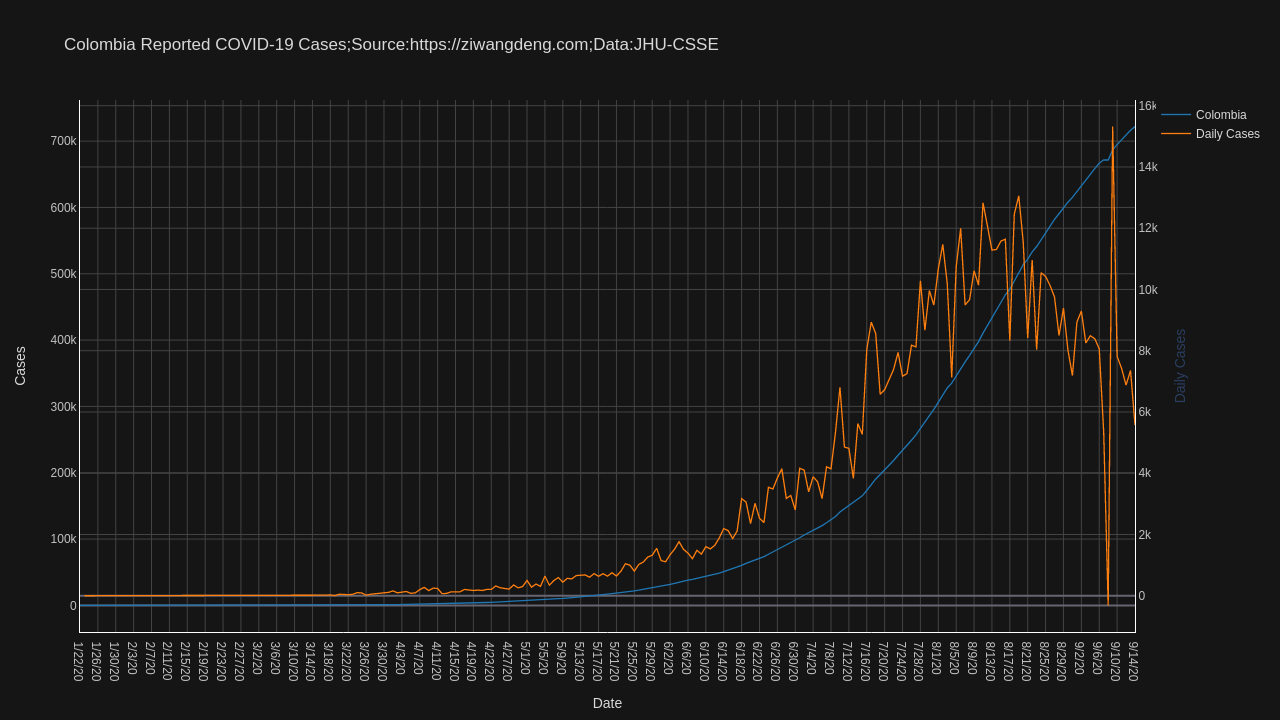 Colombia Reported COVID-19 Cases;Source:https://ziwangdeng.com;Data:JHU-CSSE
Colombia
Daily Cases
Cases
700k
600k
500k
400k
300k
200k
100k
0
16k
14k
12k
10k
8k
6k
4k
2k
0
Daily Cases
1/22/20
1/26/20
1/30/20
2/3/20
2/7/20
2/11/20
2/15/20
2/19/20
2/23/20
2/27/20
3/2/20
3/6/20
3/10/20
3/14/20
3/18/20
3/22/20
3/26/20
3/30/20
4/3/20
4/7/20
4/11/20
4/15/20
4/19/20
4/23/20
4/27/20
5/1/20
5/5/20
5/9/20
5/13/20
5/17/20
5/21/20
5/25/20
5/29/20
6/2/20
6/6/20
6/10/20
6/14/20
6/18/20
6/22/20
6/26/20
6/30/20
7/4/20
7/8/20
7/12/20
7/16/20
7/20/20
7/24/20
7/28/20
8/1/20
8/5/20
8/9/20
8/13/20
8/17/20
8/21/20
8/25/20
8/29/20
9/2/20
9/6/20
9/10/20
9/14/20
Date